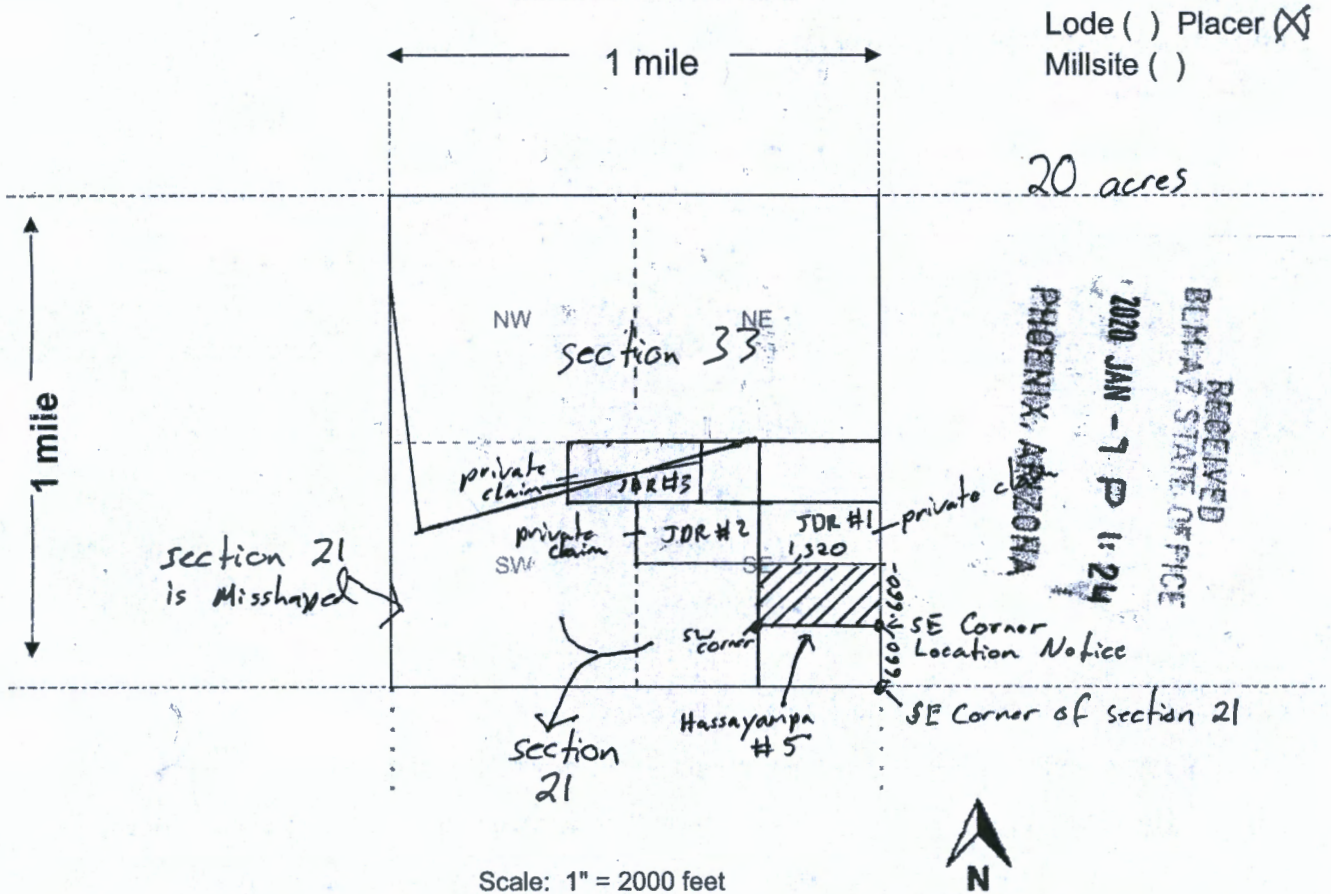 Lode ( ) Placer (X)
Millsite ( )
1 mile
20 acres
1 mile
NW
NE
section 33
RECEIVED
BLM AZ STATE OFFICE
2020 JAN -7 P 1:24
PHOENIX, ARIZONA
private
claim
JDR #3
private
claim
JDR #2
JDR #1
private claim
1,320
SW
SE
section 21
is Misshaped
660'
SW
corner
SE Corner
Location Notice
660'
Hassayampa
#5
SE Corner of section 21
section
21
Scale: 1" = 2000 feet
N